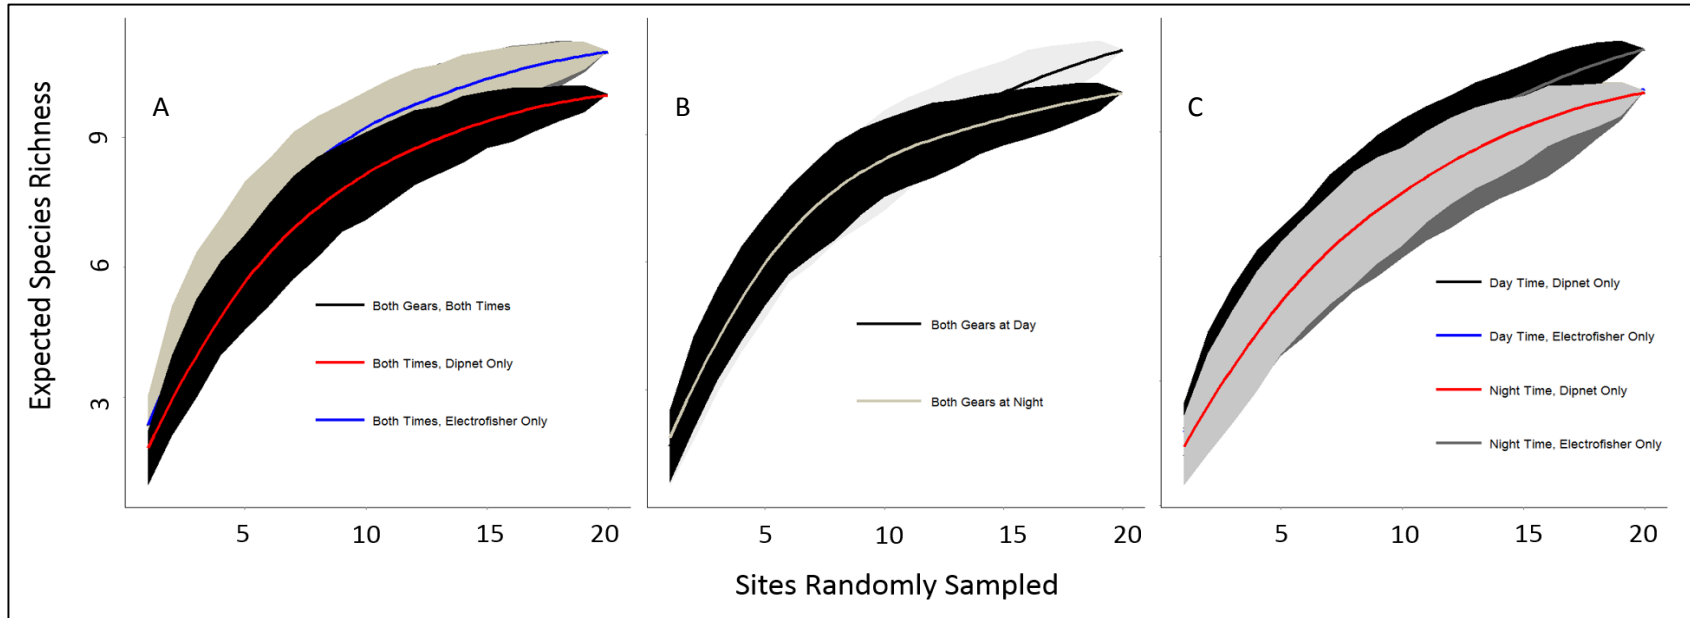 A
B
C
Expected Species Richness
9
6
3
Both Gears, Both Times
Both Times, Dipnet Only
Both Times, Electrofisher Only
Both Gears at Day
Both Gears at Night
Day Time, Dipnet Only
Day Time, Electrofisher Only
Night Time, Dipnet Only
Night Time, Electrofisher Only
5 10 15 20
5 10 15 20
5 10 15 20
Sites Randomly Sampled